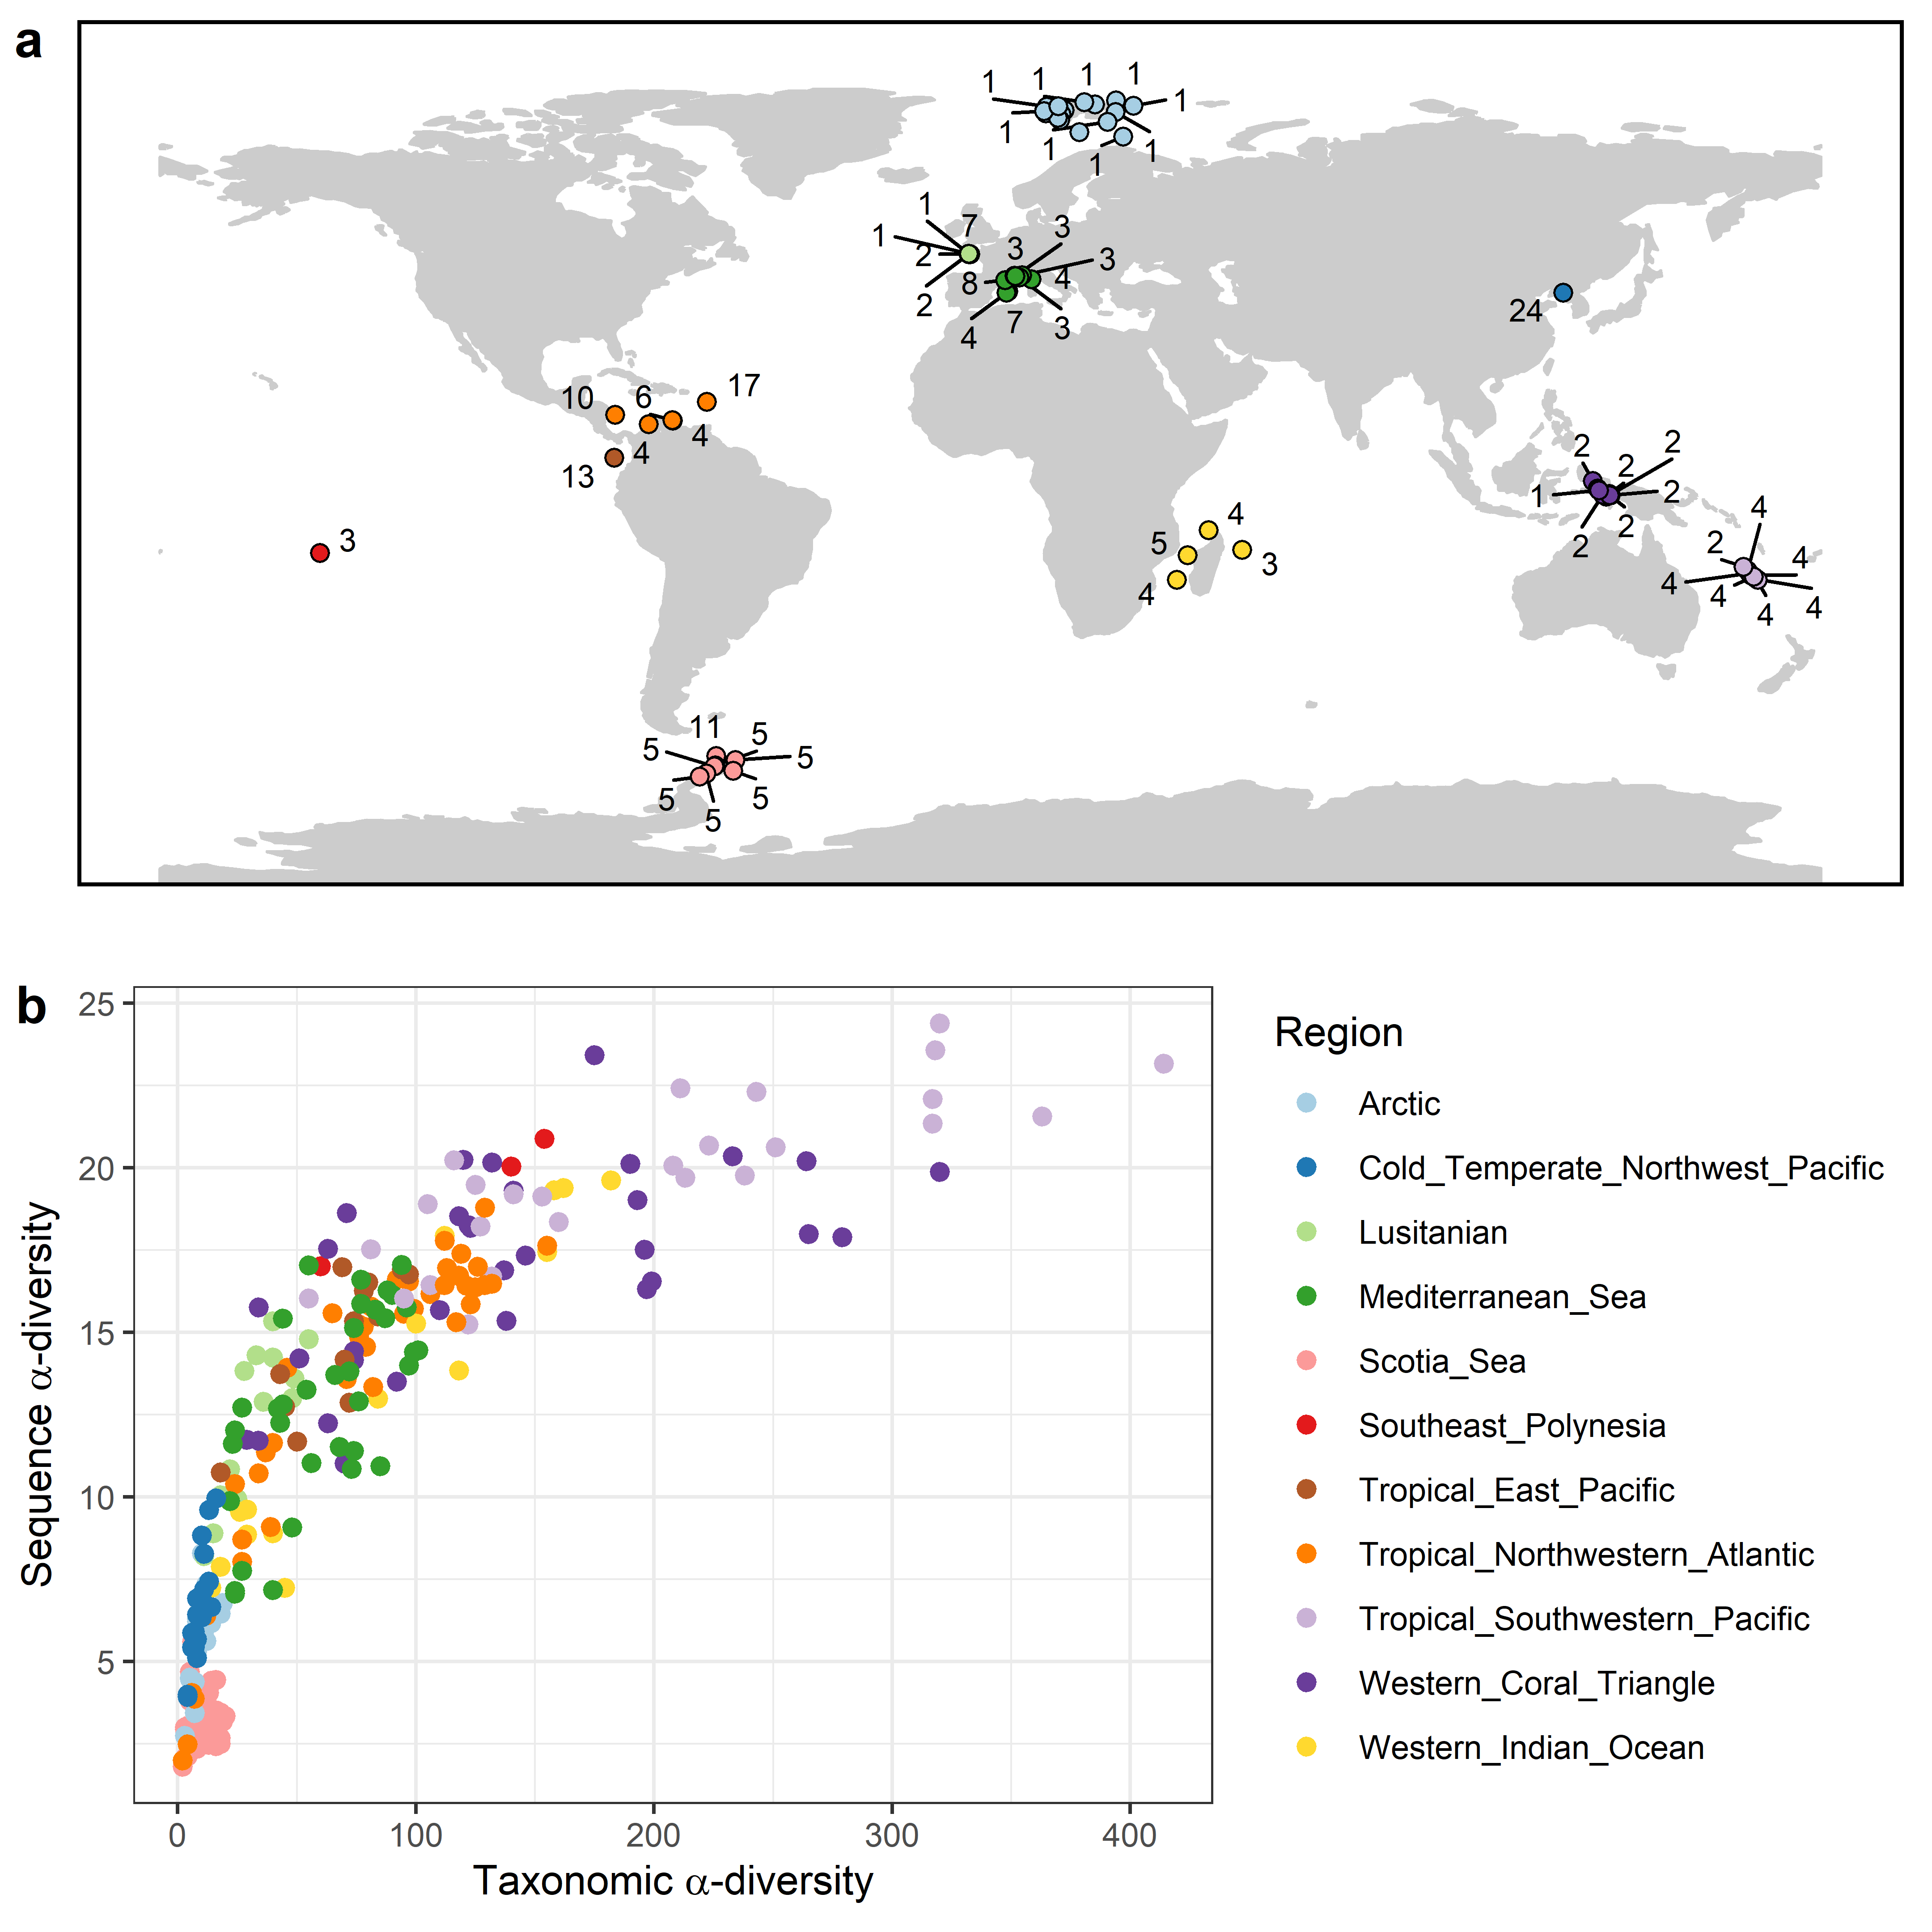 a
1 1 1 1 1
1 1 1 1
1 7 3 3
1 2 3
8 4
2 4 7 3
24
10 6 17
4 4
13
3
2 2 2
1 2
2 2
4
5 4 3
4
4 2 4
4 4 4 4
11 5
5 5
5 5 5
b
25
20
15
10
5
Sequence α-diversity
0 100 200 300 400
Taxonomic α-diversity
Region
Arctic
Cold_Temperate_Northwest_Pacific
Lusitanian
Mediterranean_Sea
Scotia_Sea
Southeast_Polynesia
Tropical_East_Pacific
Tropical_Northwestern_Atlantic
Tropical_Southwestern_Pacific
Western_Coral_Triangle
Western_Indian_Ocean